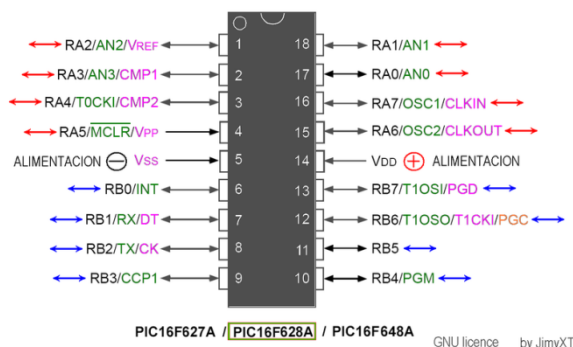 RA2/AN2/VREF 1 18 RA1/AN1
RA3/AN3/CMP1 2 17 RA0/AN0
RA4/T0CKI/CMP2 3 16 RA7/OSC1/CLKIN
RA5/MCLR/VPP 4 15 RA6/OSC2/CLKOUT
ALIMENTACION VSS 5 14 VDD ALIMENTACION
RB0/INT 6 13 RB7/T1OSI/PGD
RB1/RX/DT 7 12 RB6/T1OSO/T1CKI/PGC
RB2/TX/CK 8 11 RB5
RB3/CCP1 9 10 RB4/PGM
PIC16F627A / PIC16F628A / PIC16F648A
GNU licence by JimyXT